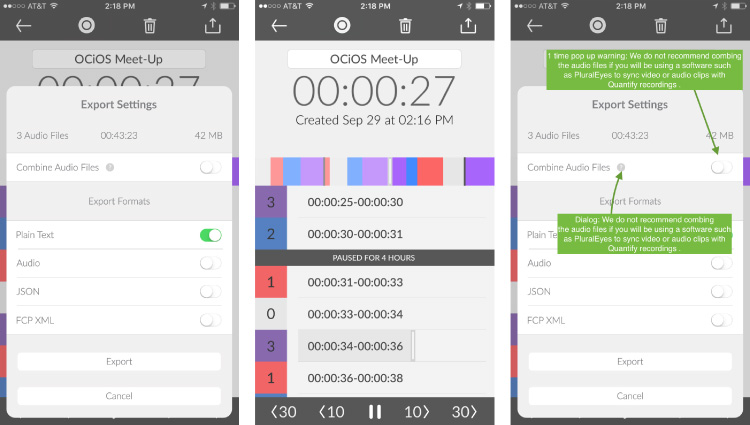 ●●○○○ AT&T 2:18 PM
OCiOS Meet-Up
00:00:27
Export Settings
3 Audio Files 00:43:23 42 MB
Combine Audio Files ?
Export Formats
Plain Text
Audio
JSON
FCP XML
Export
Cancel
●●○○○ AT&T 2:18 PM
OCiOS Meet-Up
00:00:27
Created Sep 29 at 02:16 PM
3 00:00:25-00:00:30
2 00:00:30-00:00:31
PAUSED FOR 4 HOURS
1 00:00:31-00:00:33
0 00:00:33-00:00:34
3 00:00:34-00:00:36
1 00:00:36-00:00:38
30 10 10 30
●●○○○ AT&T 2:18 PM
1 time pop up warning: We do not recommend combing
the audio files if you will be using a software such
as PluralEyes to sync video or audio clips with
Quantify recordings .
Export Settings
3 Audio Files 00:43:23 42 MB
Combine Audio Files ?
Export Formats
Dialog: We do not recommend combing
the audio files if you will be using a software such
as PluralEyes to sync video or audio clips with
Quantify recordings .
Plain Te
Audio
JSON
FCP XML
Export
Cancel